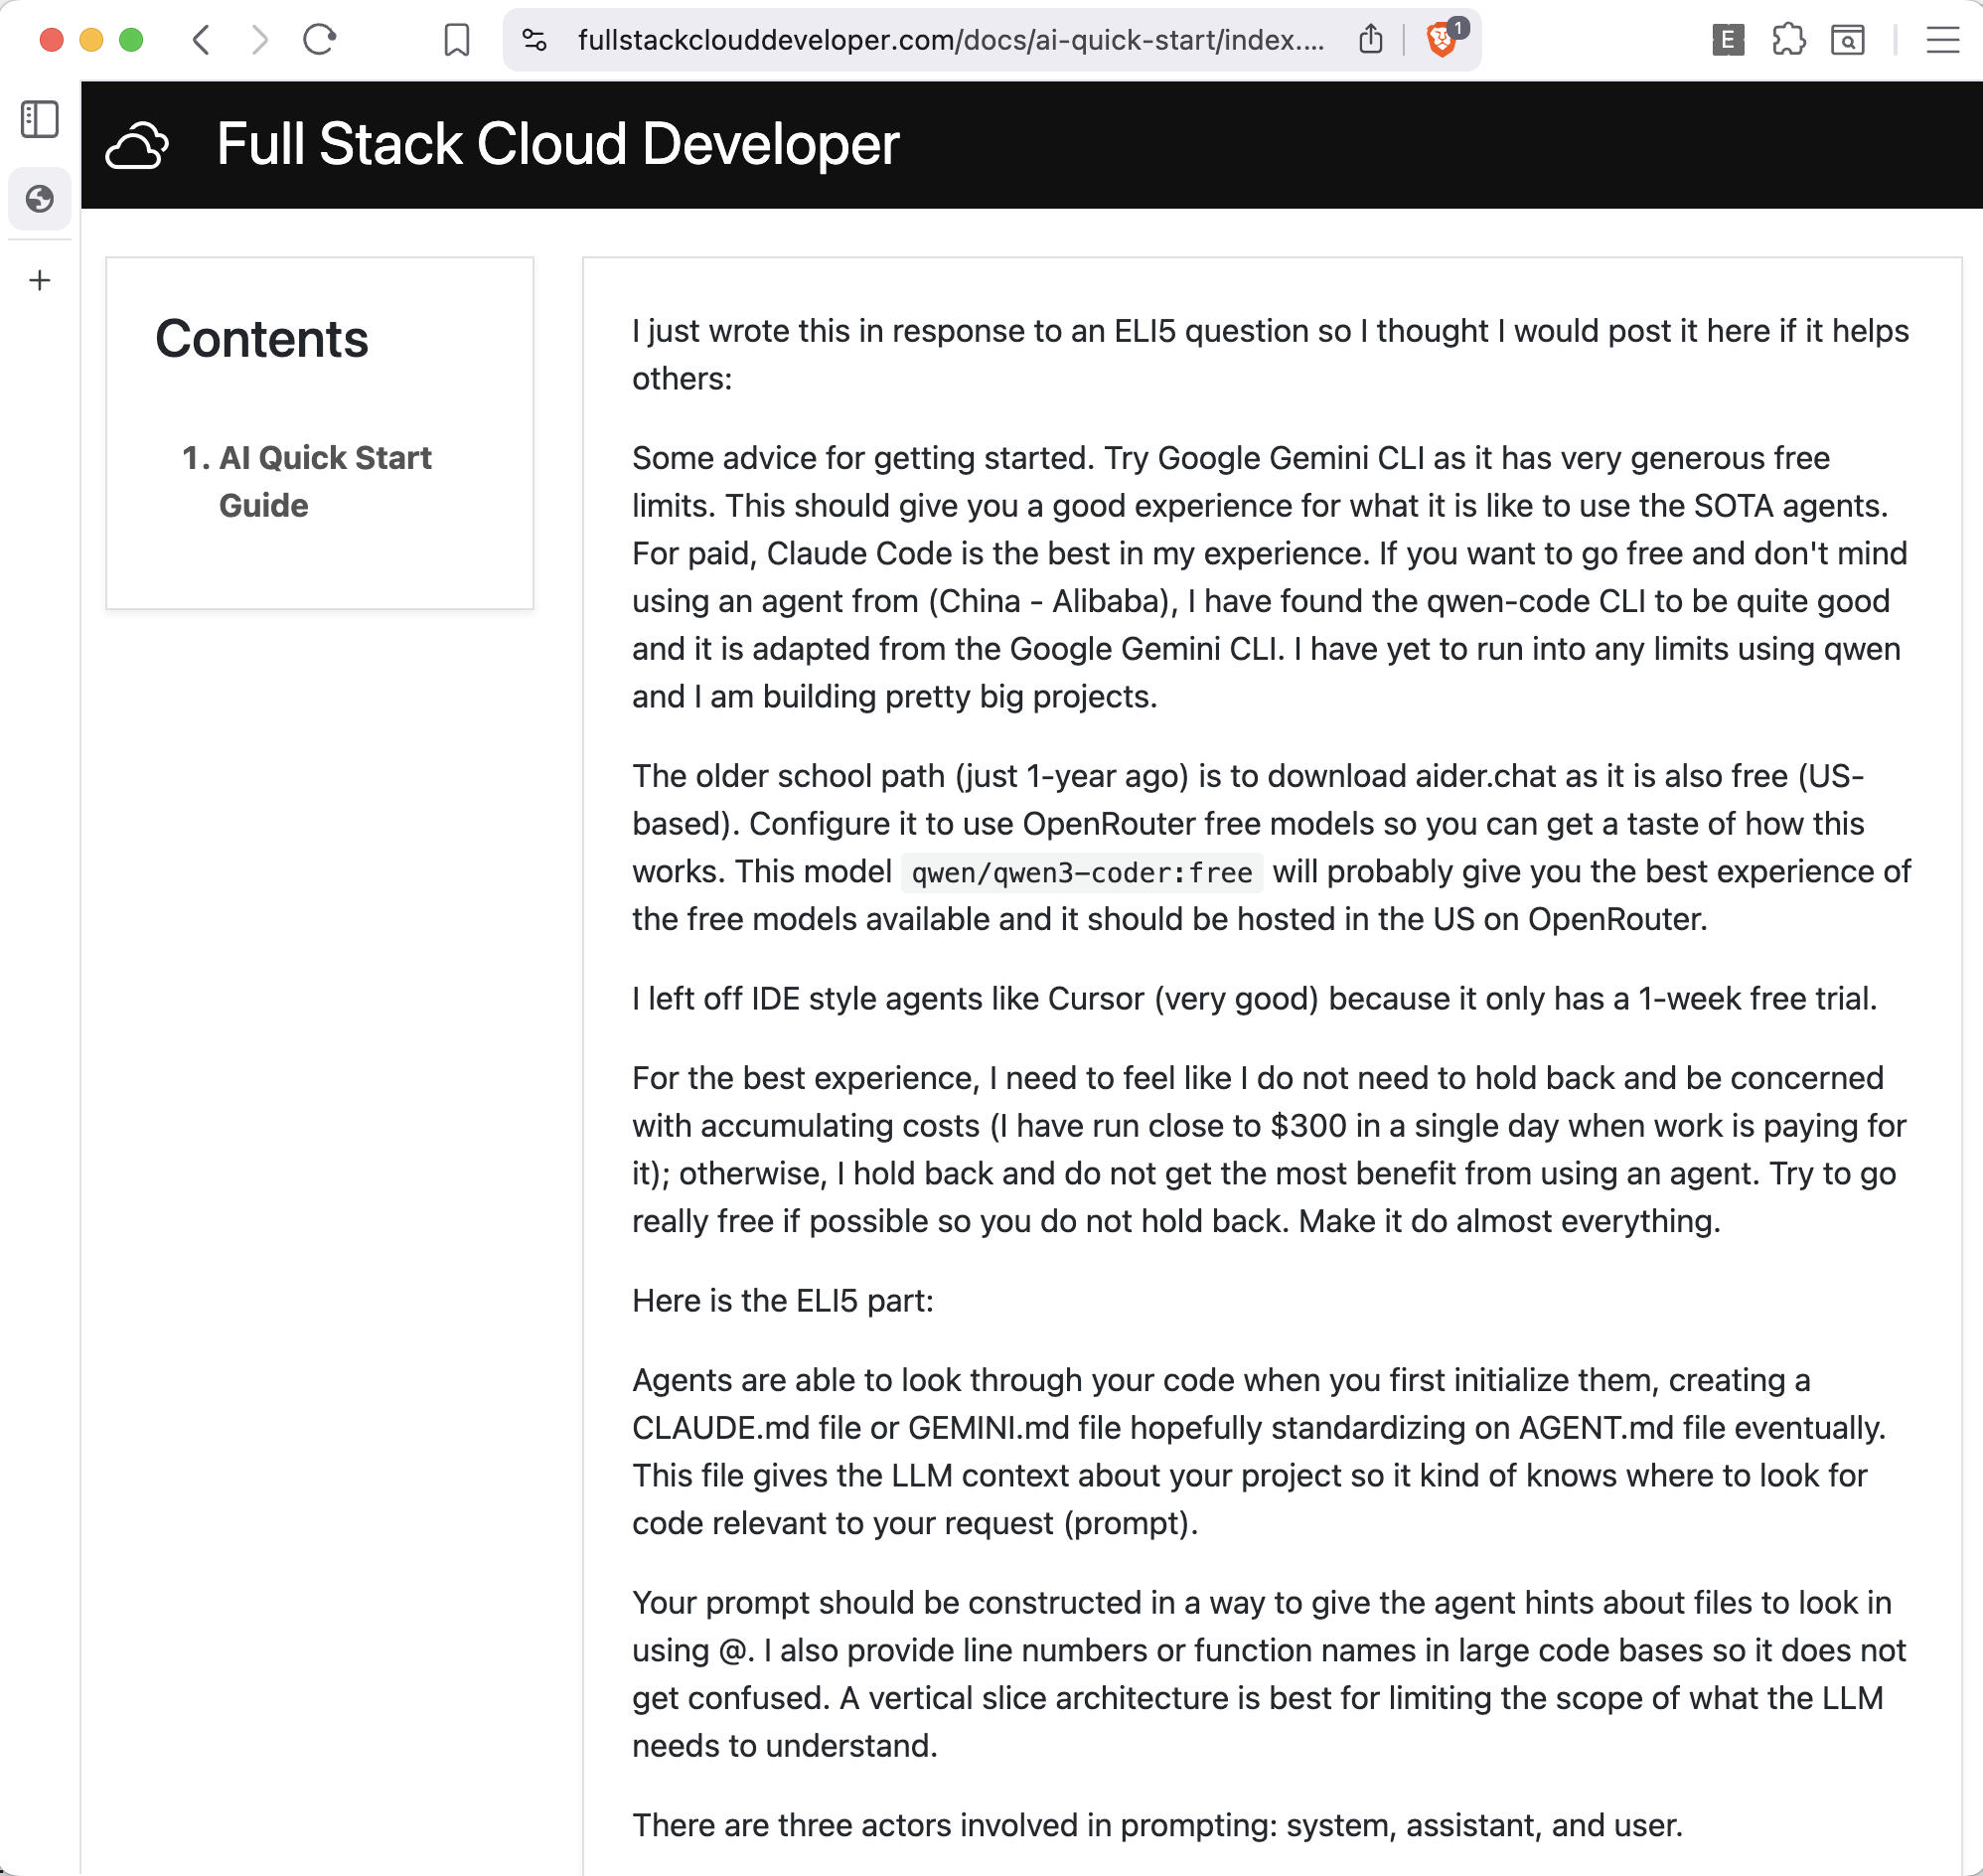 fullstackclouddeveloper.com/docs/ai-quick-start/index....
1
E
Full Stack Cloud Developer
Contents
1. AI Quick Start
Guide
I just wrote this in response to an ELI5 question so I thought I would post it here if it helps
others:
Some advice for getting started. Try Google Gemini CLI as it has very generous free
limits. This should give you a good experience for what it is like to use the SOTA agents.
For paid, Claude Code is the best in my experience. If you want to go free and don't mind
using an agent from (China - Alibaba), I have found the qwen-code CLI to be quite good
and it is adapted from the Google Gemini CLI. I have yet to run into any limits using qwen
and I am building pretty big projects.
The older school path (just 1-year ago) is to download aider.chat as it is also free (US-
based). Configure it to use OpenRouter free models so you can get a taste of how this
works. This model qwen/qwen3-coder:free will probably give you the best experience of
the free models available and it should be hosted in the US on OpenRouter.
I left off IDE style agents like Cursor (very good) because it only has a 1-week free trial.
For the best experience, I need to feel like I do not need to hold back and be concerned
with accumulating costs (I have run close to $300 in a single day when work is paying for
it); otherwise, I hold back and do not get the most benefit from using an agent. Try to go
really free if possible so you do not hold back. Make it do almost everything.
Here is the ELI5 part:
Agents are able to look through your code when you first initialize them, creating a
CLAUDE.md file or GEMINI.md file hopefully standardizing on AGENT.md file eventually.
This file gives the LLM context about your project so it kind of knows where to look for
code relevant to your request (prompt).
Your prompt should be constructed in a way to give the agent hints about files to look in
using @. I also provide line numbers or function names in large code bases so it does not
get confused. A vertical slice architecture is best for limiting the scope of what the LLM
needs to understand.
There are three actors involved in prompting: system, assistant, and user.